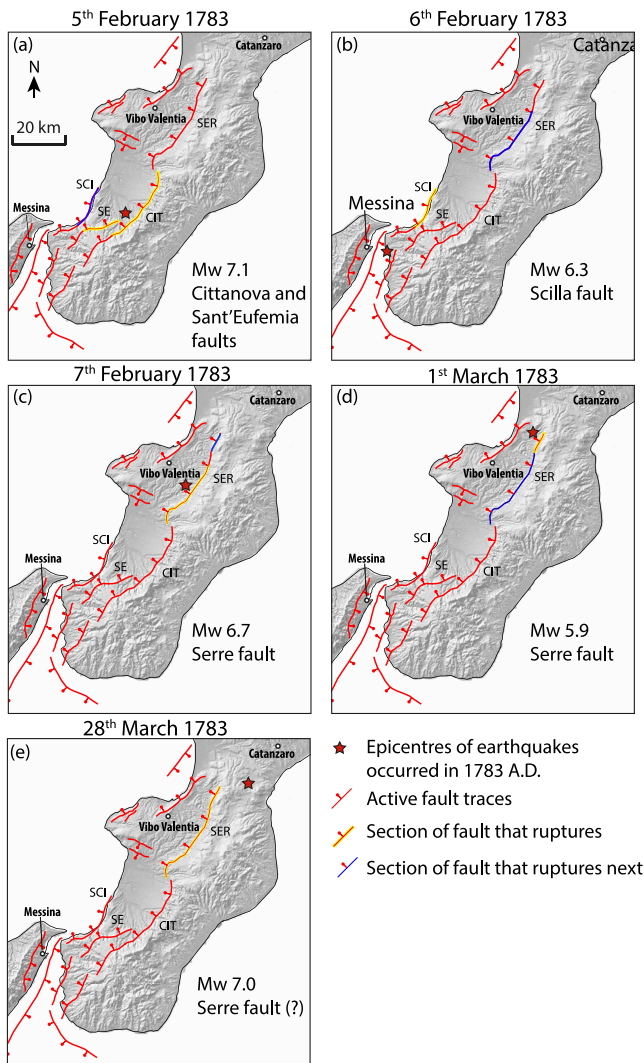 5th February 1783
(a)
Catanzaro
N
20 km
Vibo Valentia
SER
SCI
Messina
SE
CIT
Mw 7.1
Cittanova and
Sant'Eufemia
faults
6th February 1783
(b)
Catanza
Vibo Valentia
SER
SCI
Messina
SE
CIT
Mw 6.3
Scilla fault
7th February 1783
(c)
Catanzaro
Vibo Valentia
SER
SCI
Messina
SE
CIT
Mw 6.7
Serre fault
1st March 1783
(d)
Catanzaro
Vibo Valentia
SER
SCI
Messina
SE
CIT
Mw 5.9
Serre fault
28th March 1783
(e)
Catanzaro
Vibo Valentia
SER
SCI
Messina
SE
CIT
Mw 7.0
Serre fault (?)
Epicentres of earthquakes
occurred in 1783 A.D.
Active fault traces
Section of fault that ruptures
Section of fault that ruptures next